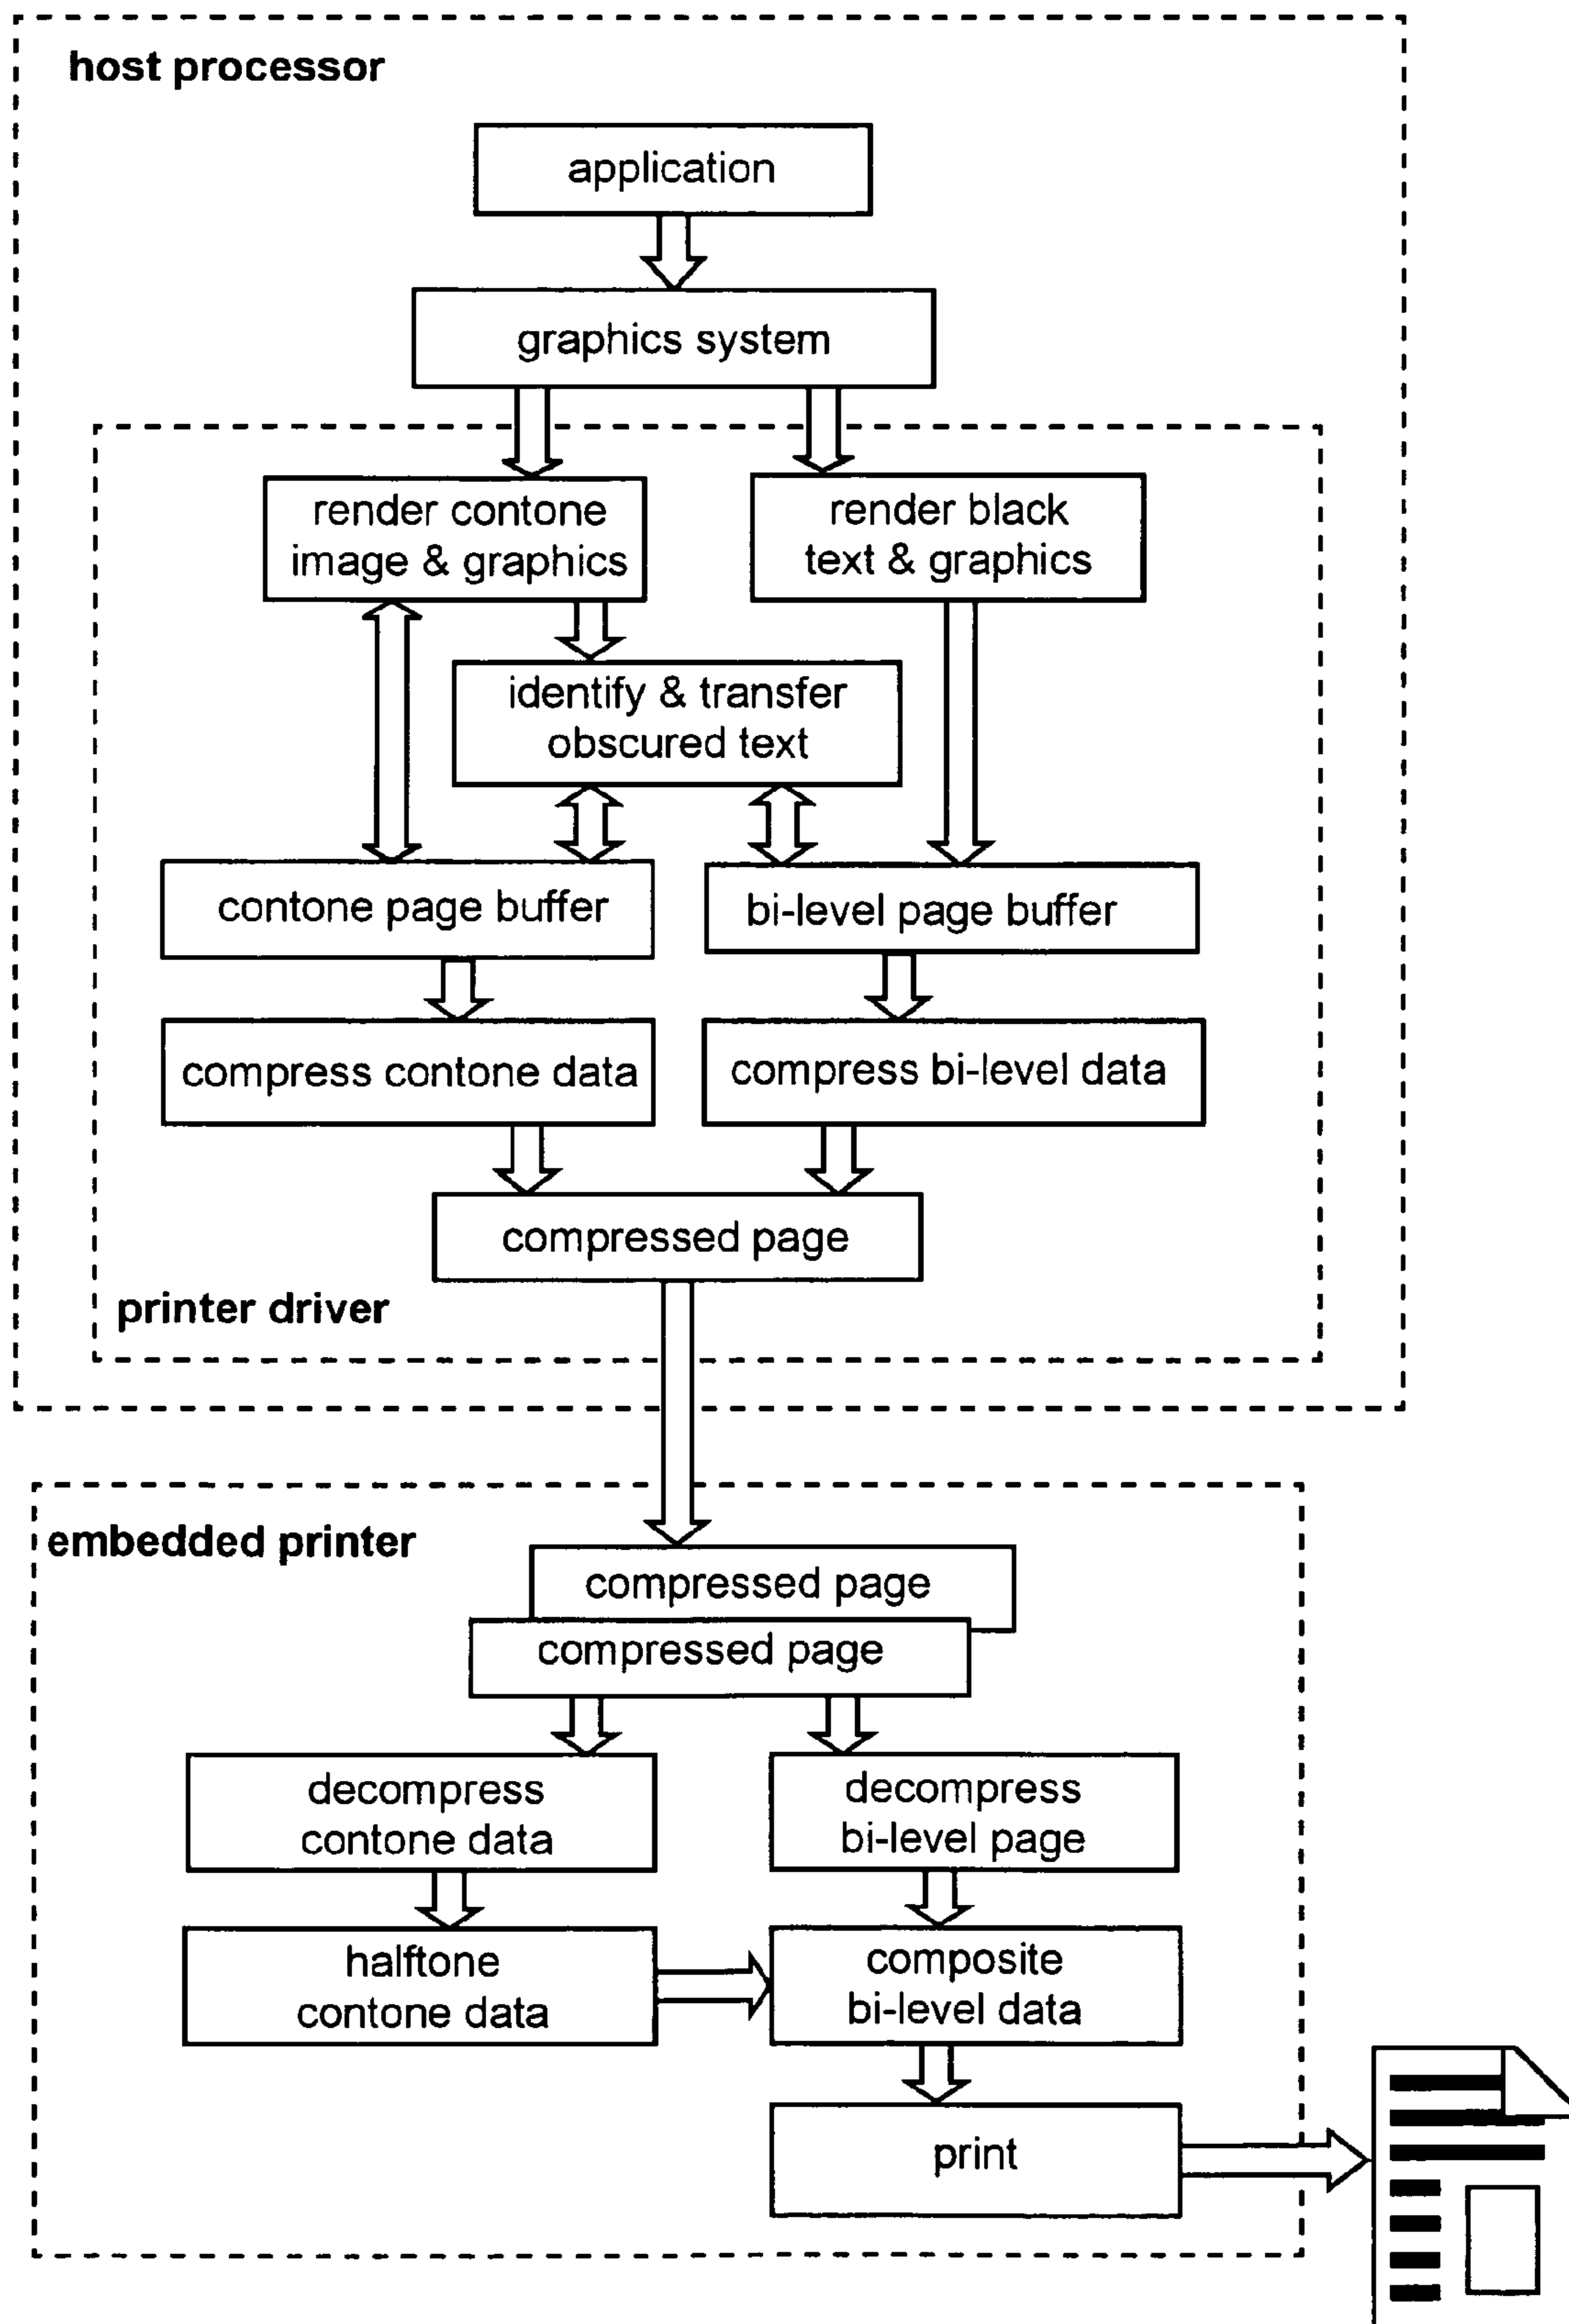 host processor
application
graphics system
render contone
image & graphics
render black
text & graphics
identify & transfer
obscured text
contone page buffer
bi-level page buffer
compress contone data
compress bi-level data
compressed page
printer driver
embedded printer
compressed page
compressed page
decompress
contone data
decompress
bi-level page
halftone
contone data
composite
bi-level data
print